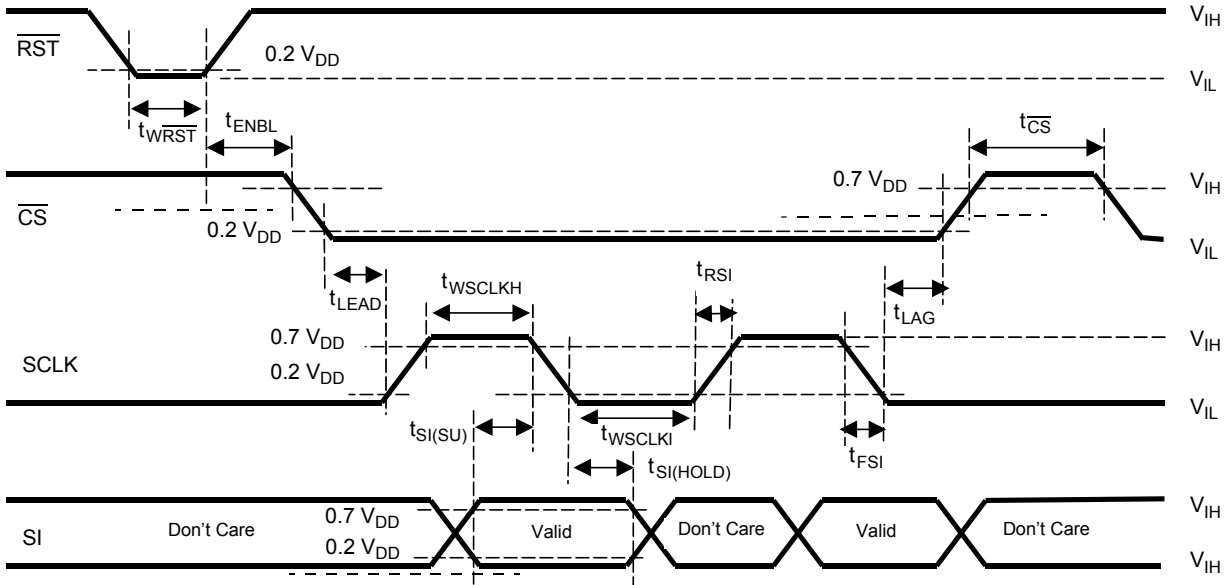 V_IH
RST
0.2 V_DD
V_IL
t_WRST
t_ENBL
t_CS
0.7 V_DD
V_IH
CS
0.2 V_DD
V_IL
t_LEAD
t_WSCLKH
t_RSI
t_LAG
0.7 V_DD
V_IH
SCLK
0.2 V_DD
V_IL
t_SI(SU)
t_WSCLKl
t_FSI
t_SI(HOLD)
V_IH
0.7 V_DD
SI
Don't Care
Valid
Don't Care
Valid
Don't Care
0.2 V_DD
V_IH